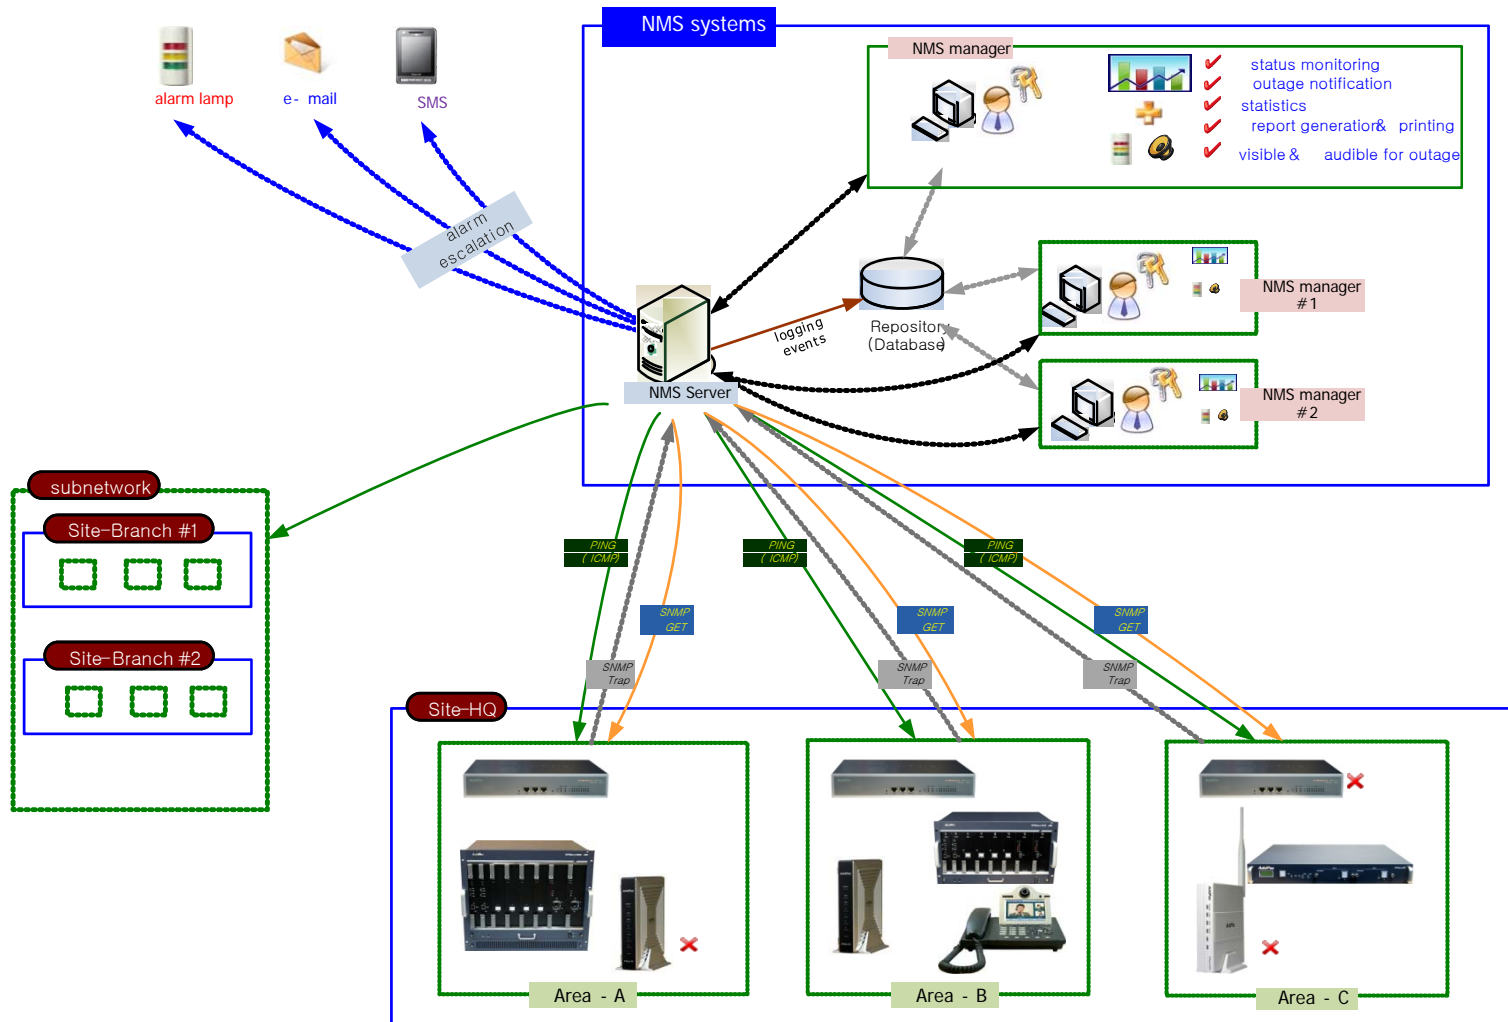 NMS systems
NMS manager
status monitoring
outage notification
statistics
report generation& printing
visible & audible for outage
alarm lamp
e- mail
SMS
alarm
escalation
NMS manager
#1
Repository
(Database)
logging
events
NMS Server
NMS manager
#2
subnetwork
Site-Branch #1
Site-Branch #2
PING
( ICMP)
PING
( ICMP)
PING
( ICMP)
SNMP
GET
SNMP
GET
SNMP
GET
SNMP
Trap
SNMP
Trap
SNMP
Trap
Site-HQ
Area - A
Area - B
Area - C